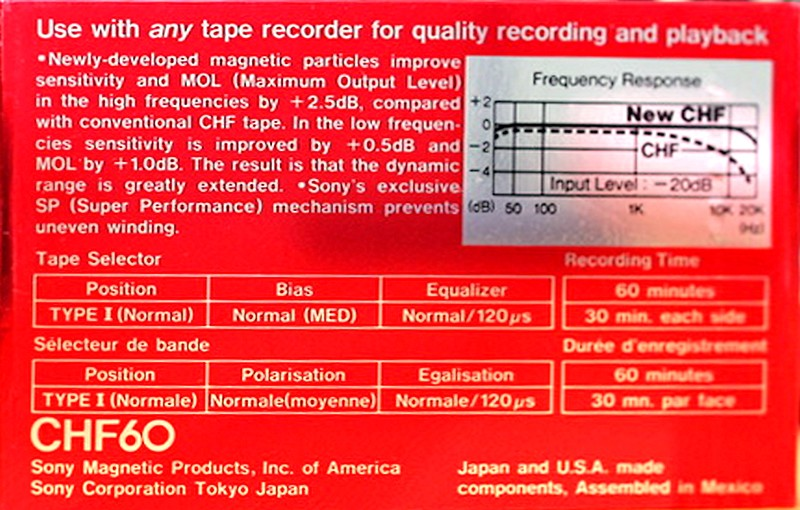 Use with any tape recorder for quality recording and playback
•Newly-developed magnetic particles improve
sensitivity and MOL (Maximum Output Level)
in the high frequencies by +2.5dB, compared
with conventional CHF tape. In the low frequen-
cies sensitivity is improved by +0.5dB and
MOL by +1.0dB. The result is that the dynamic
range is greatly extended. •Sony's exclusive
SP (Super Performance) mechanism prevents
uneven winding.
Frequency Response
+2
0
−2
−4
New CHF
CHF
Input Level : −20dB
(dB) 50 100 1K 10K 20K
(Hz)
Tape Selector
Position Bias Equalizer
TYPE I (Normal) Normal (MED) Normal/120μs
Recording Time
60 minutes
30 min. each side
Sélecteur de bande
Position Polarisation Egalisation
TYPE I (Normale) Normale(moyenne) Normale/120μs
Durée d'enregistrement
60 minutes
30 mn. par face
CHF60
Sony Magnetic Products, Inc. of America
Sony Corporation Tokyo Japan
Japan and U.S.A. made
components, Assembled in Mexico